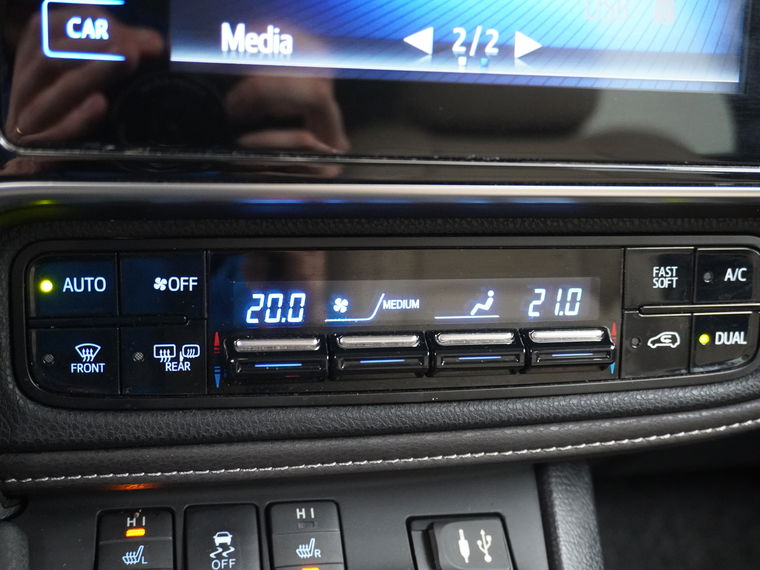 CAR
Media
2/2
AUTO
OFF
20.0
MEDIUM
21.0
FAST
SOFT
A/C
FRONT
REAR
DUAL
HI
L
OFF
HI
R